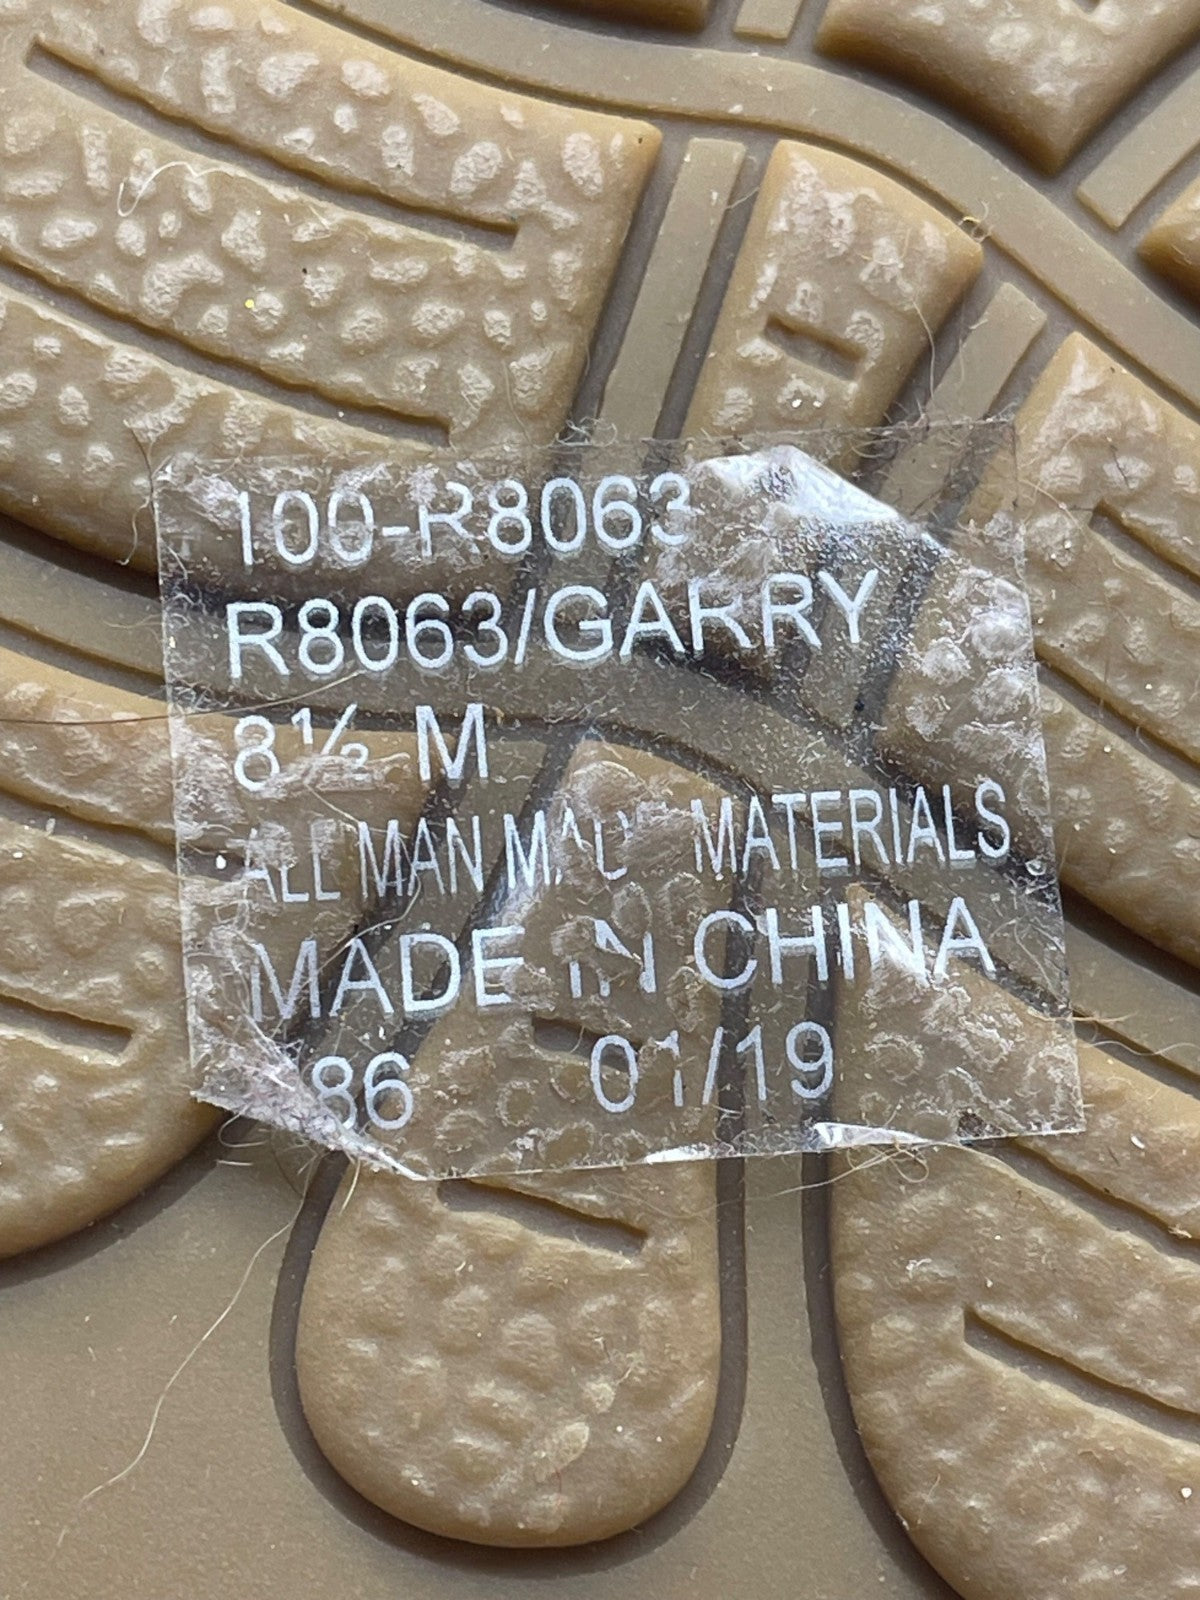 100-R8063
R8063/GARRY
8½ M
ALL MAN MADE MATERIALS
MADE IN CHINA
86 01/19